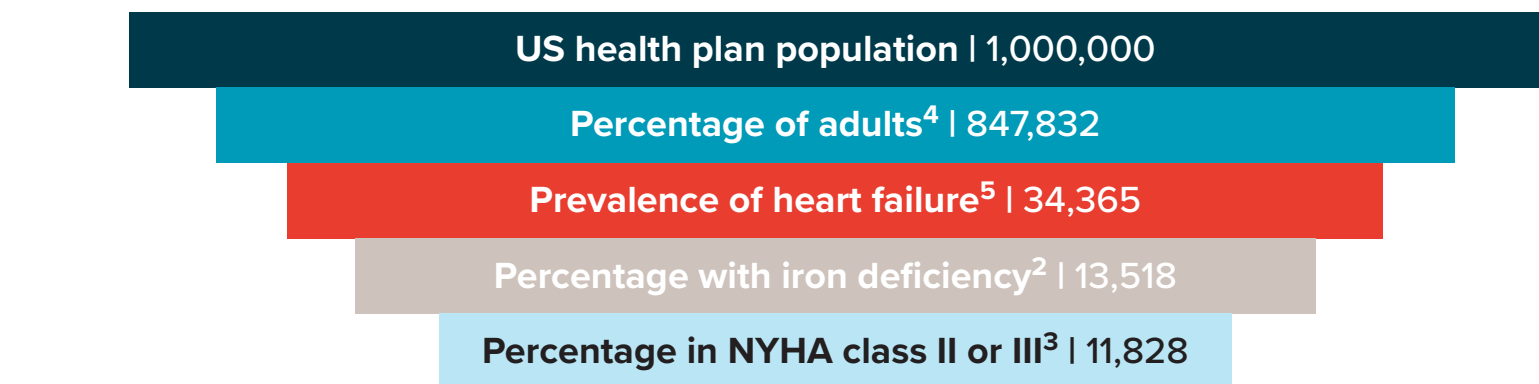 US health plan population | 1,000,000
Percentage of adults⁴ | 847,832
Prevalence of heart failure⁵ | 34,365
Percentage with iron deficiency² | 13,518
Percentage in NYHA class II or III³ | 11,828